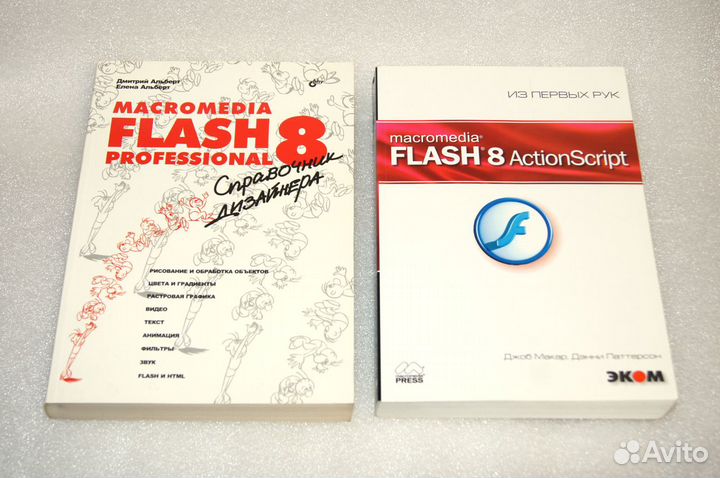 Дмитрий Альберт
Елена Альберт
MACROMEDIA
FLASH 8
PROFESSIONAL
Справочник
дизайнера
РИСОВАНИЕ И ОБРАБОТКА ОБЪЕКТОВ
ЦВЕТА И ГРАДИЕНТЫ
РАСТРОВАЯ ГРАФИКА
ВИДЕО
ТЕКСТ
АНИМАЦИЯ
ФИЛЬТРЫ
ЗВУК
FLASH И HTML
ИЗ ПЕРВЫХ РУК
macromedia®
FLASH® 8 ActionScript
Джоб Макар, Дэнни Паттерсон
PRESS
ЭКОМ
Avito